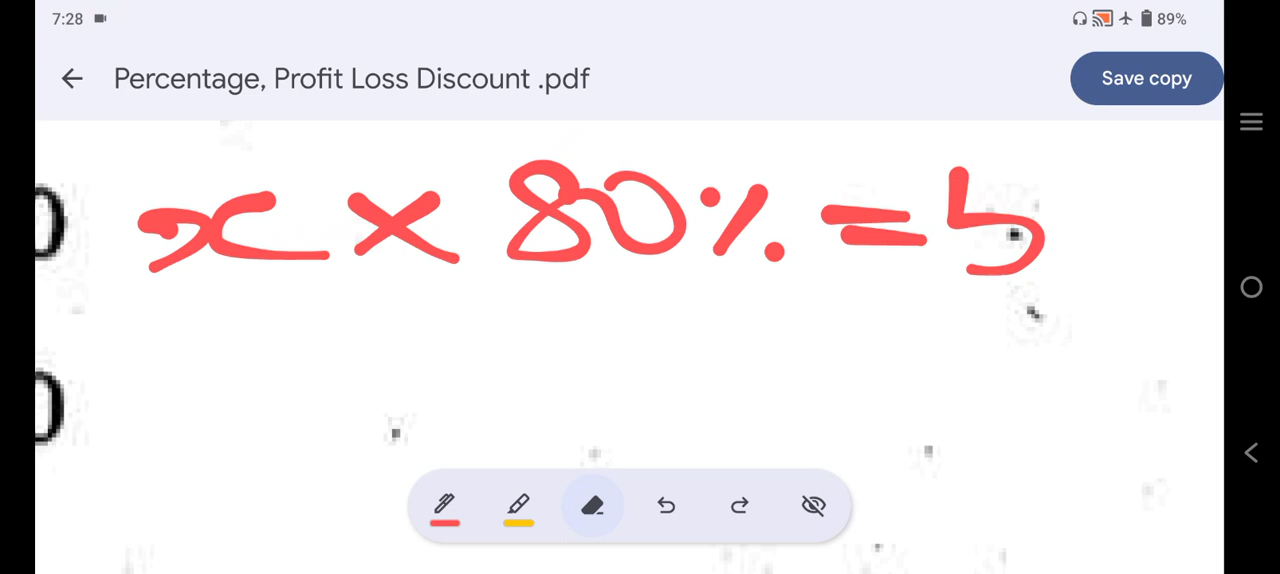 7:28 89%
Percentage, Profit Loss Discount .pdf Save copy
x × 80% = 5